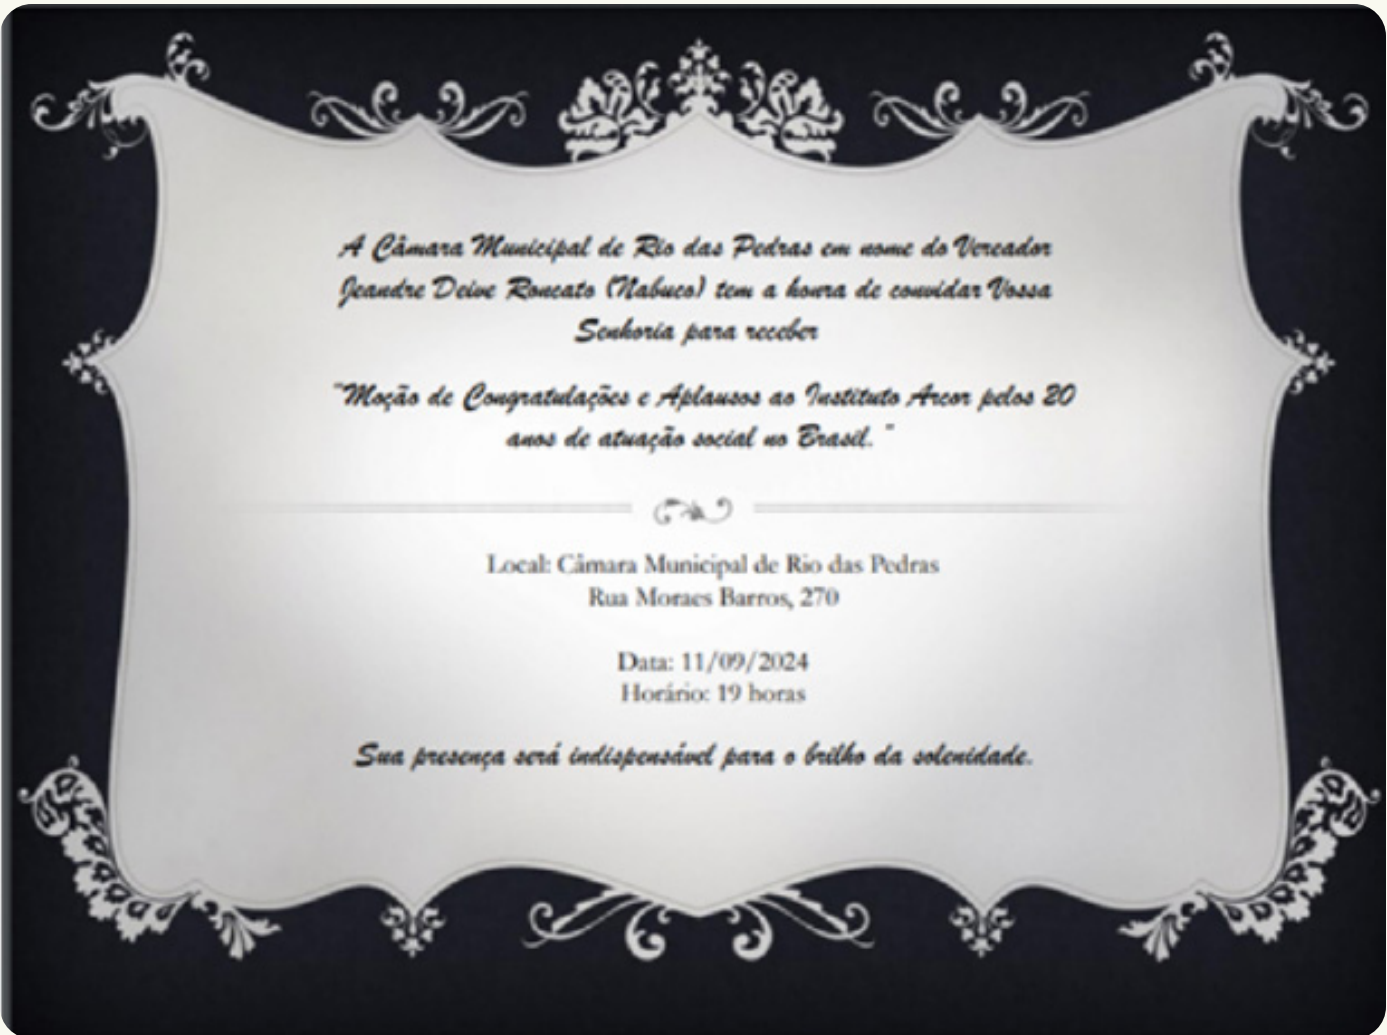 A Câmara Municipal de Rio das Pedras em nome do Vereador
Jeandre Deive Roncato (Nabuco) tem a honra de convidar Vossa
Senhoria para receber
"Moção de Congratulações e Aplausos ao Instituto Arcor pelos 20
anos de atuação social no Brasil. "
Local: Câmara Municipal de Rio das Pedras
Rua Moraes Barros, 270
Data: 11/09/2024
Horário: 19 horas
Sua presença será indispensável para o brilho da solenidade.